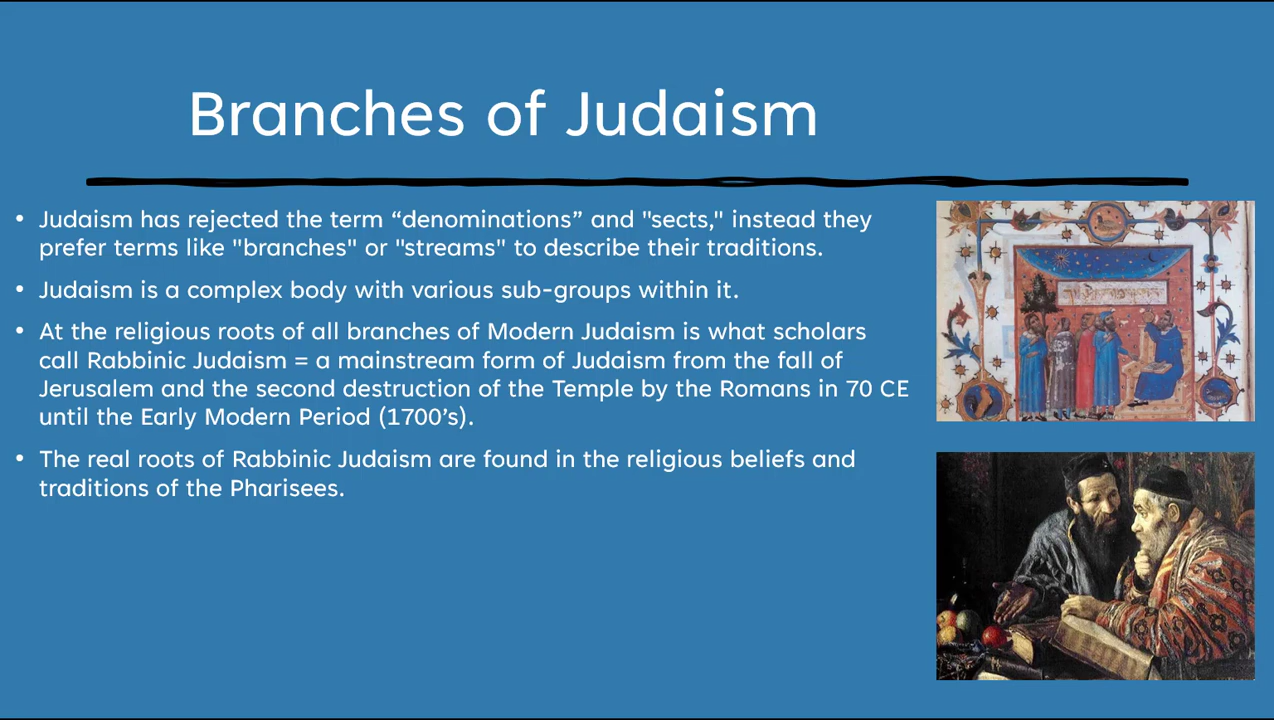 Branches of Judaism
• Judaism has rejected the term “denominations” and "sects," instead they
prefer terms like "branches" or "streams" to describe their traditions.
• Judaism is a complex body with various sub-groups within it.
• At the religious roots of all branches of Modern Judaism is what scholars
call Rabbinic Judaism = a mainstream form of Judaism from the fall of
Jerusalem and the second destruction of the Temple by the Romans in 70 CE
until the Early Modern Period (1700’s).
• The real roots of Rabbinic Judaism are found in the religious beliefs and
traditions of the Pharisees.